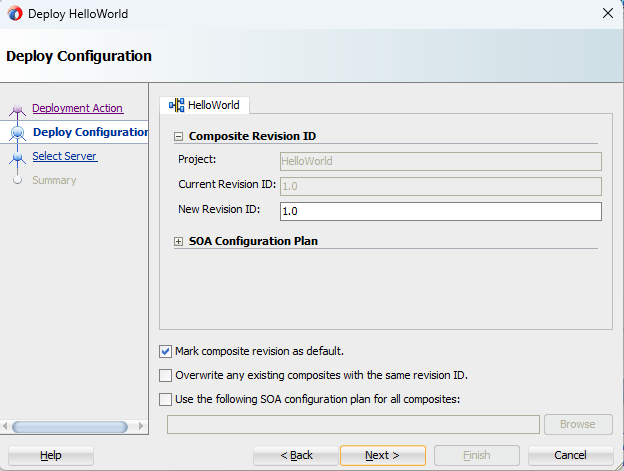 Deploy HelloWorld
Deploy Configuration
Deployment Action
Deploy Configuration
Select Server
Summary
HelloWorld
Composite Revision ID
Project: HelloWorld
Current Revision ID: 1.0
New Revision ID: 1.0
SOA Configuration Plan
Mark composite revision as default.
Overwrite any existing composites with the same revision ID.
Use the following SOA configuration plan for all composites:
Browse
Help < Back Next > Finish Cancel